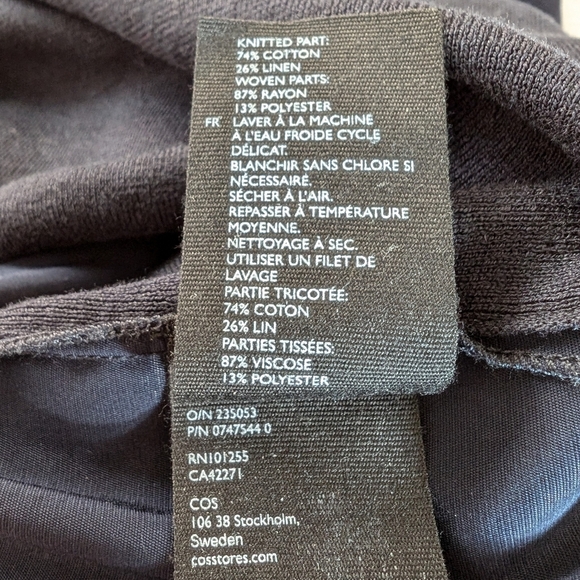 KNITTED PART:
74% COTTON
26% LINEN
WOVEN PARTS:
87% RAYON
13% POLYESTER
FR LAVER À LA MACHINE
À L'EAU FROIDE CYCLE
DÉLICAT.
BLANCHIR SANS CHLORE SI
NÉCESSAIRE.
SÉCHER À L'AIR.
REPASSER À TEMPÉRATURE
MOYENNE.
NETTOYAGE À SEC.
UTILISER UN FILET DE
LAVAGE
PARTIE TRICOTÉE:
74% COTON
26% LIN
PARTIES TISSÉES:
87% VISCOSE
13% POLYESTER
O/N 235053
P/N 0747544 0
RN101255
CA42271
COS
106 38 Stockholm,
Sweden
cosstores.com